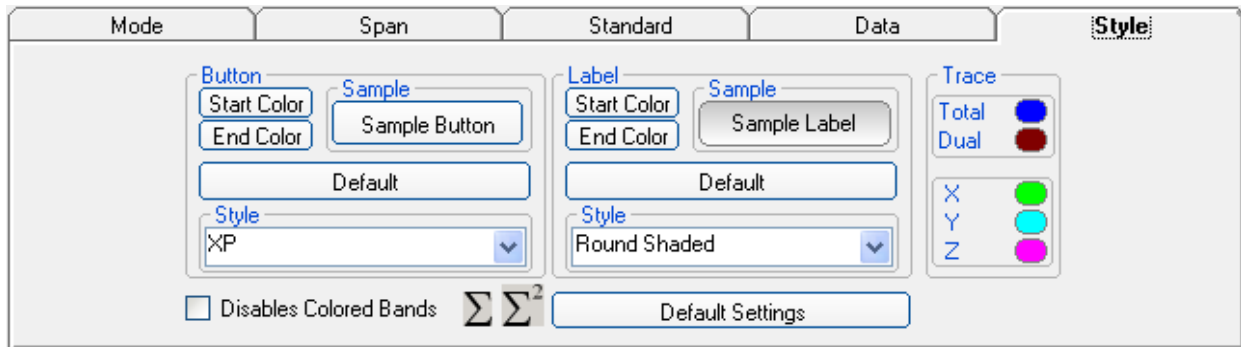 Mode Span Standard Data Style
Button
Start Color
End Color
Sample
Sample Button
Default
Style
XP
Label
Start Color
End Color
Sample
Sample Label
Default
Style
Round Shaded
Trace
Total
Dual
X
Y
Z
Disables Colored Bands Σ Σ²
Default Settings